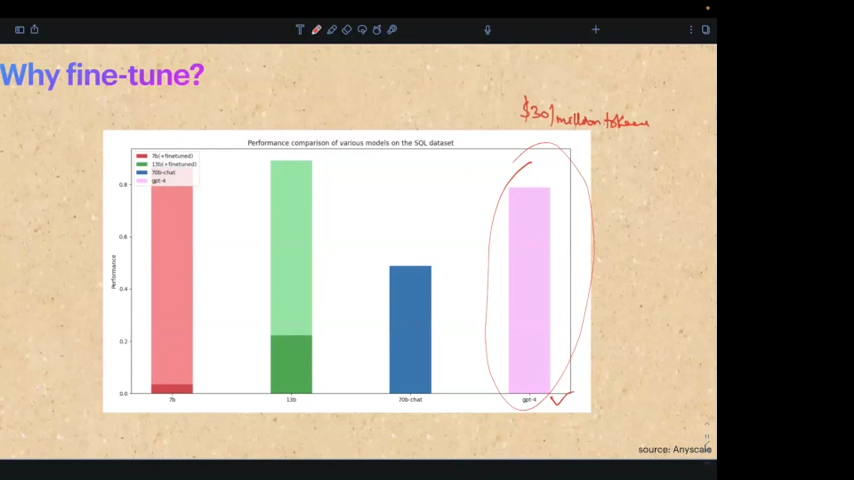 Why fine-tune?
$30/million tokens
Performance comparison of various models on the SQL dataset
7b(+finetuned)
13b(+finetuned)
70b-chat
gpt-4
0.8
0.6
0.4
0.2
0.0
Performance
7b
13b
70b-chat
gpt-4
source: Anyscale